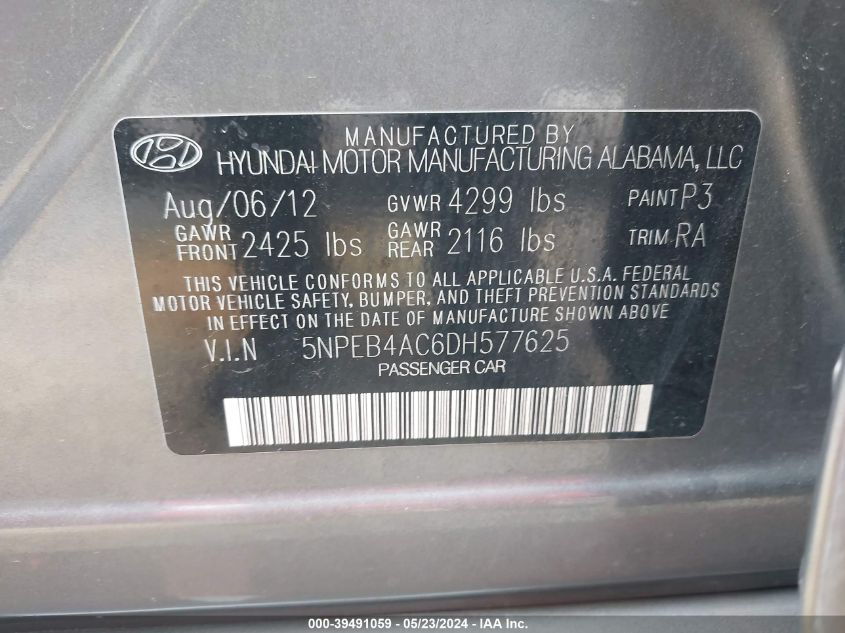 MANUFACTURED BY
HYUNDAI MOTOR MANUFACTURING ALABAMA, LLC
Aug/06/12 GVWR 4299 lbs PAINT P3
GAWR FRONT 2425 lbs GAWR REAR 2116 lbs TRIM RA
THIS VEHICLE CONFORMS TO ALL APPLICABLE U.S.A. FEDERAL
MOTOR VEHICLE SAFETY, BUMPER, AND THEFT PREVENTION STANDARDS
IN EFFECT ON THE DATE OF MANUFACTURE SHOWN ABOVE
V.I.N 5NPEB4AC6DH577625
PASSENGER CAR
000-39491059 - 05/23/2024 - IAA Inc.